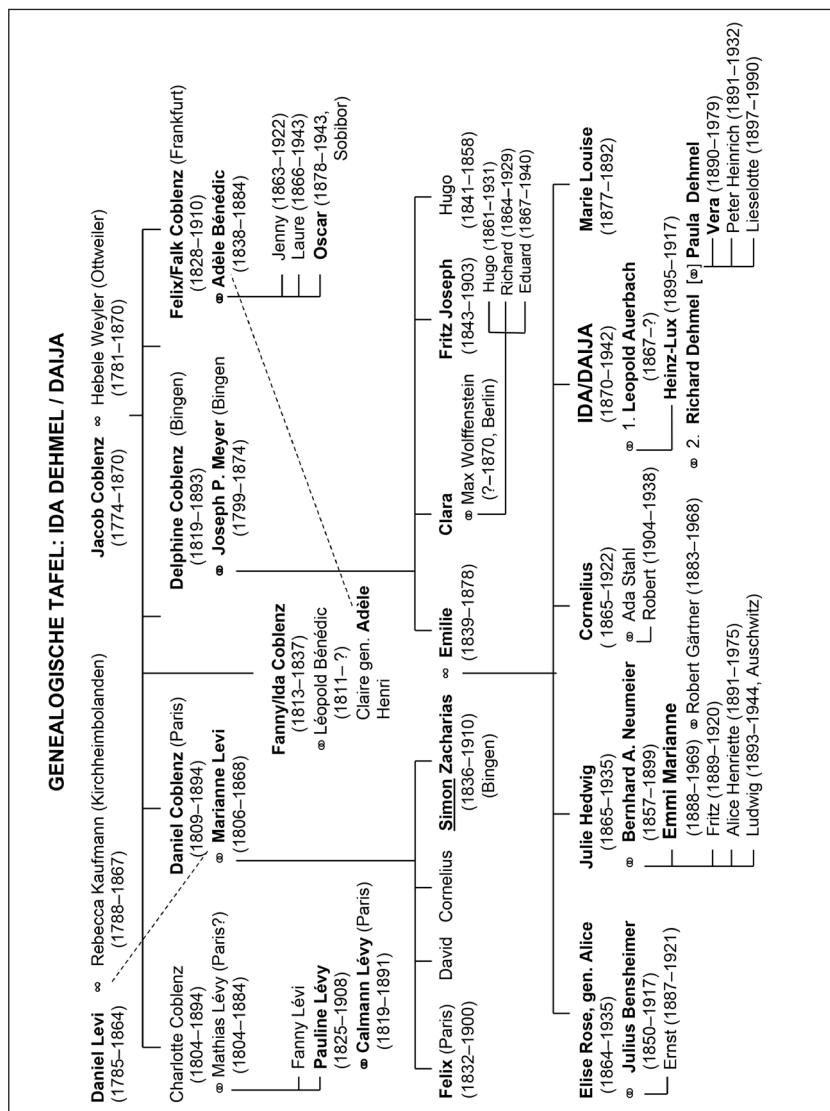 GENEALOGISCHE TAFEL: IDA DEHMEL / DAIJA
Daniel Levi ⚭ Rebecca Kaufmann (Kirchheimbolanden)
(1785–1864) (1788–1867)
Jacob Coblenz ⚭ Hebele Weyler (Ottweiler)
(1774–1870) (1781–1870)
Charlotte Coblenz
(1804–1894)
⚭ Mathias Lévy (Paris?)
(1804–1884)
Fanny Lévi
Pauline Lévy
(1825–1908)
⚭ Calmann Lévy (Paris)
(1819–1891)
Daniel Coblenz (Paris)
(1809–1894)
⚭ Marianne Levi
(1806–1868)
Fanny/Ida Coblenz
(1813–1837)
⚭ Léopold Bénédic
(1811– ?)
Claire gen. Adèle
Henri
Delphine Coblenz (Bingen)
(1819–1893)
⚭ Joseph P. Meyer (Bingen
(1799–1874)
Felix/Falk Coblenz (Frankfurt)
(1828–1910)
⚭ Adèle Bénédic
(1838–1884)
Jenny (1863–1922)
Laure (1866–1943)
Oscar (1878–1943,
Sobibor)
Felix (Paris)
(1832–1900)
David
Cornelius
Simon Zacharias
(1836–1910)
(Bingen)
⚭ Emilie
(1839–1878)
Clara
⚭ Max Wolffenstein
(?–1870, Berlin)
Hugo (1861–1931)
Richard (1864–1929)
Eduard (1867–1940)
Fritz Joseph
(1843–1903)
Hugo
(1841–1858)
Elise Rose, gen. Alice
(1864–1935)
⚭ Julius Bensheimer
(1850–1917)
Ernst (1887–1921)
Julie Hedwig
(1865–1935)
⚭ Bernhard A. Neumeier
(1857–1899)
Emmi Marianne
(1888–1969) ⚭ Robert Gärtner (1883–1968)
Fritz (1889–1920)
Alice Henriette (1891–1975)
Ludwig (1893–1944, Auschwitz)
Cornelius
( 1865–1922)
⚭ Ada Stahl
Robert (1904–1938)
IDA/DAIJA
(1870–1942)
⚭ 1. Leopold Auerbach
(1867–?)
Heinz-Lux (1895–1917)
⚭ 2. Richard Dehmel [⚭] Paula Dehmel
Vera (1890–1979)
Peter Heinrich (1891–1932)
Lieselotte (1897–1990)
Marie Louise
(1877–1892)